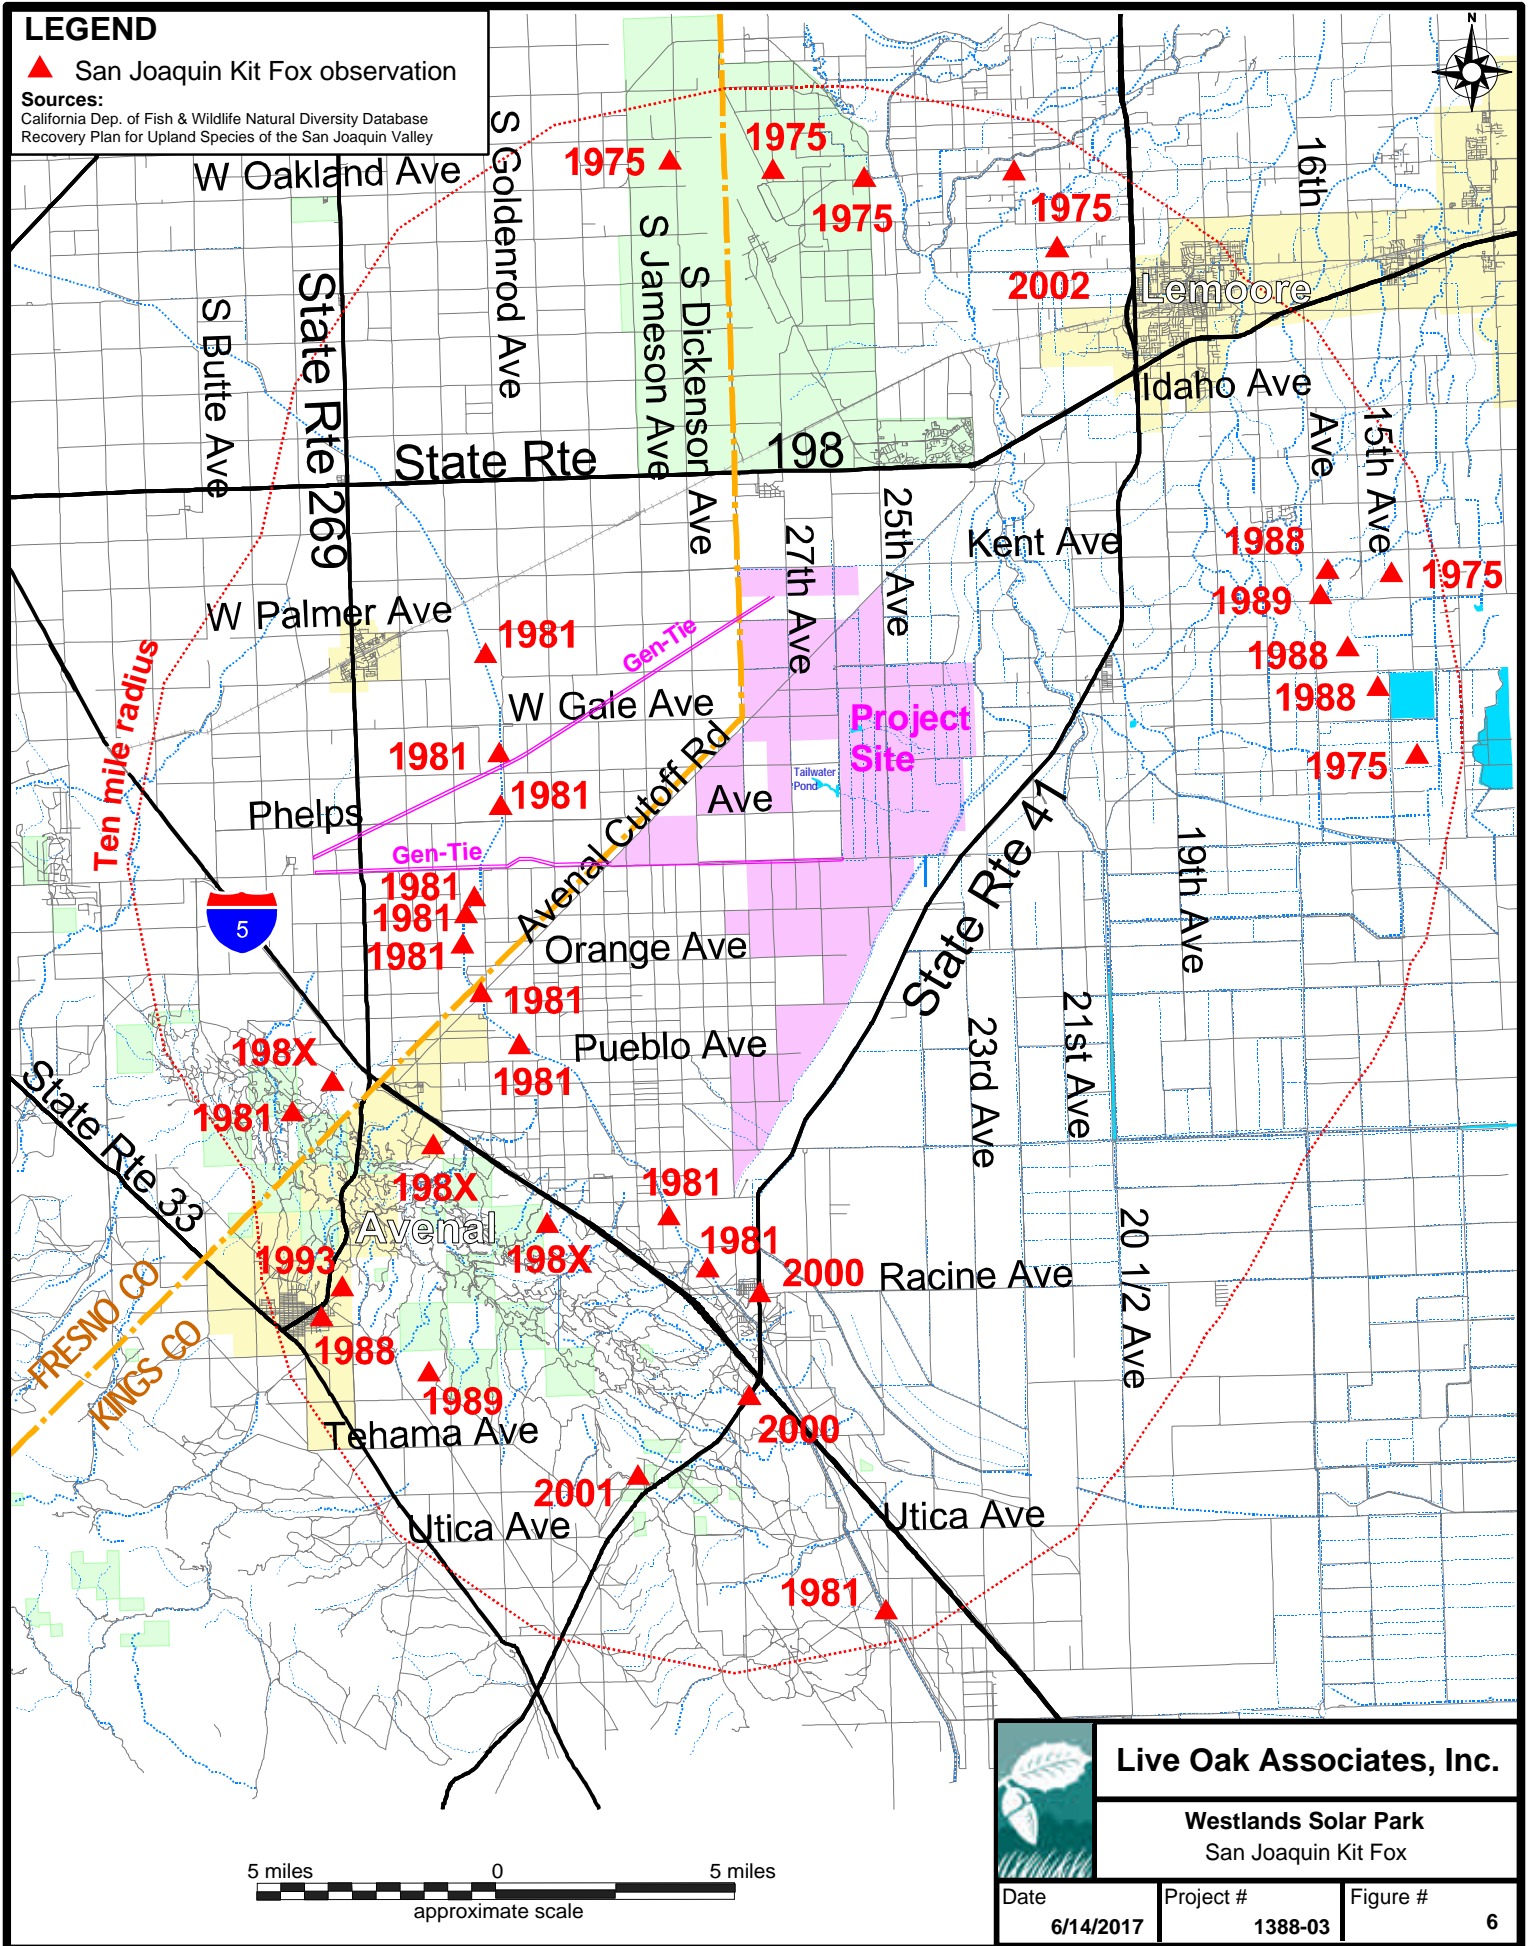 LEGEND
San Joaquin Kit Fox observation
Sources:
California Dep. of Fish & Wildlife Natural Diversity Database
Recovery Plan for Upland Species of the San Joaquin Valley
N
W Oakland Ave
S Goldenrod Ave
1975
1975
1975
1975
2002
16th
Ave
Lemoore
S Butte Ave
State Rte 269
S Jameson Ave
S Dickenson Ave
Idaho Ave
15th Ave
State Rte 198
27th Ave
25th Ave
Kent Ave
1988
1975
1989
1988
1988
1975
W Palmer Ave
1981
Gen-Tie
W Gale Ave
Project
Site
Ten mile radius
1981
1981
Tailwater
Pond
Phelps Ave
Gen-Tie
Avenal Cutoff Rd
State Rte 41
19th Ave
1981
1981
1981
5
Orange Ave
1981
1981
Pueblo Ave
23rd Ave
21st Ave
198X
1981
State Rte 33
198X
Avenal
1981
198X
1981
2000
Racine Ave
20 1/2 Ave
1993
1988
FRESNO CO
KINGS CO
1989
Tehama Ave
2000
2001
Utica Ave
Utica Ave
1981
5 miles 0 5 miles
approximate scale
Live Oak Associates, Inc.
Westlands Solar Park
San Joaquin Kit Fox
Date
6/14/2017
Project #
1388-03
Figure #
6